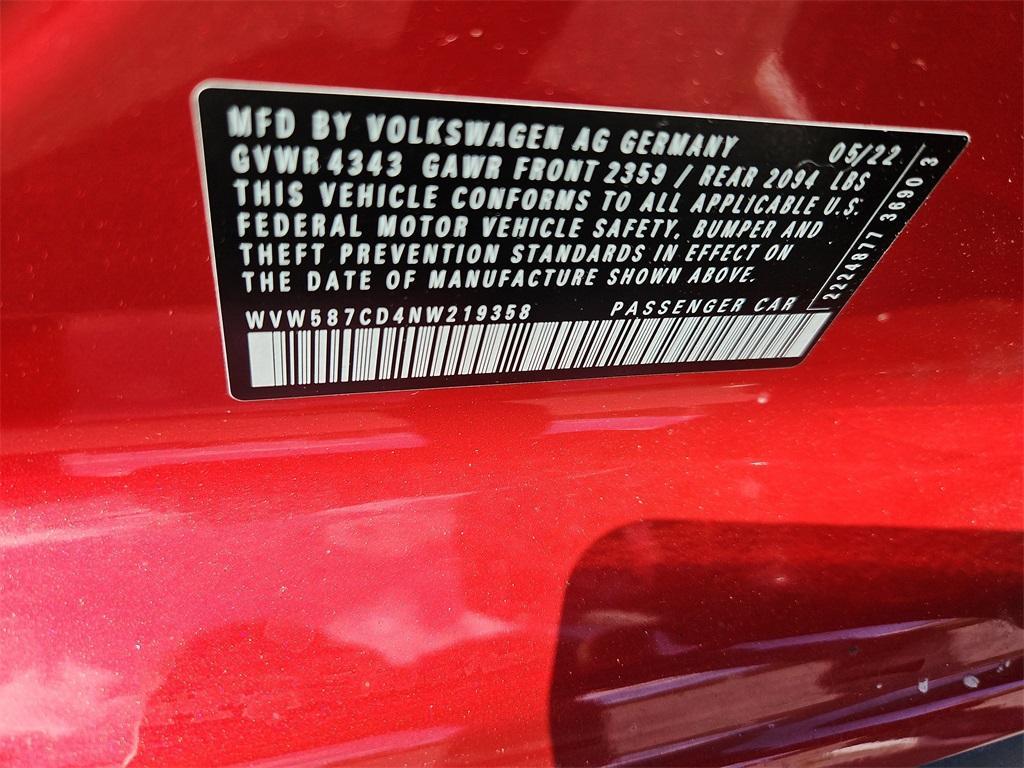 MFD BY VOLKSWAGEN AG GERMANY 05/22
GVWR 4343 GAWR FRONT 2359 / REAR 2094 LBS
THIS VEHICLE CONFORMS TO ALL APPLICABLE U.S.
FEDERAL MOTOR VEHICLE SAFETY, BUMPER AND
THEFT PREVENTION STANDARDS IN EFFECT ON
THE DATE OF MANUFACTURE SHOWN ABOVE.
WVW587CD4NW219358 PASSENGER CAR
2224877 3690 3